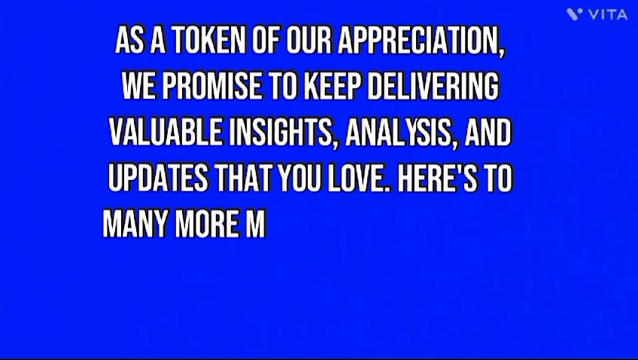 VITA
AS A TOKEN OF OUR APPRECIATION,
WE PROMISE TO KEEP DELIVERING
VALUABLE INSIGHTS, ANALYSIS, AND
UPDATES THAT YOU LOVE. HERE'S TO
MANY MORE M